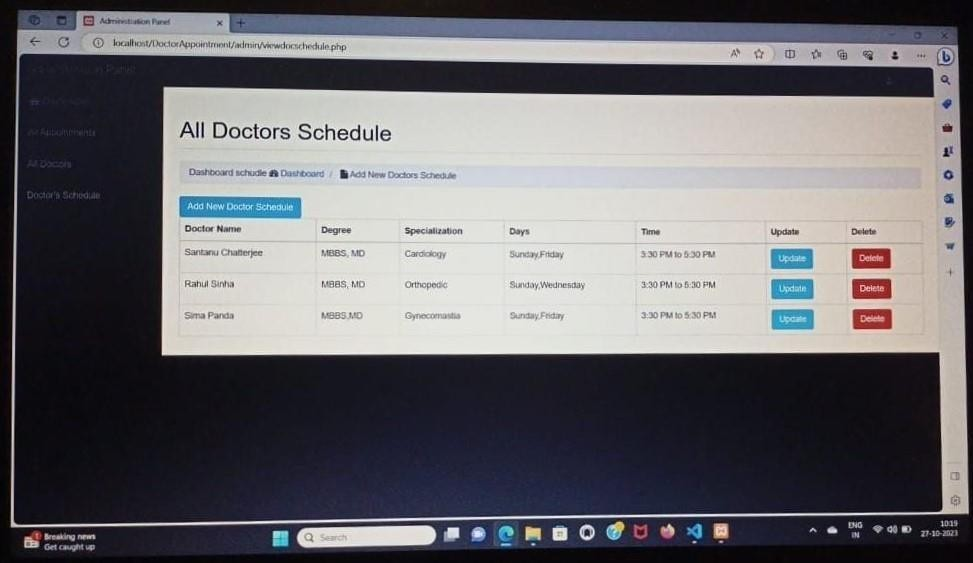 Administration Panel
localhost/DoctorAppointment/admin/viewdocschedule.php
All Appointments
All Doctors
Doctor's Schedule
All Doctors Schedule
Dashboard schudle Dashboard / Add New Doctors Schedule
Add New Doctor Schedule
Doctor Name Degree Specialization Days Time Update Delete
Santanu Chatterjee MBBS, MD Cardiology Sunday,Friday 3:30 PM to 5:30 PM Update Delete
Rahul Sinha MBBS, MD Orthopedic Sunday,Wednesday 3:30 PM to 5:30 PM Update Delete
Sima Panda MBBS,MD Gynecomastia Sunday,Friday 3:30 PM to 5:30 PM Update Delete
Breaking news
Get caught up
Search
ENG
IN
10:19
27-10-2023